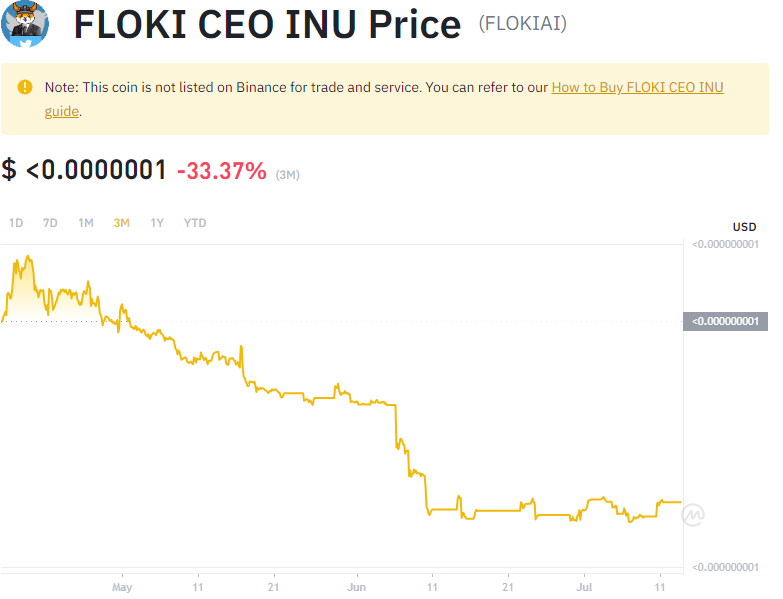 FLOKI CEO INU Price (FLOKIAI)
Note: This coin is not listed on Binance for trade and service. You can refer to our How to Buy FLOKI CEO INU
guide.
$ <0.0000001 -33.37% (3M)
1D 7D 1M 3M 1Y YTD
USD
<0.000000001
<0.000000001
<0.000000001
May 11 21 Jun 11 21 Jul 11